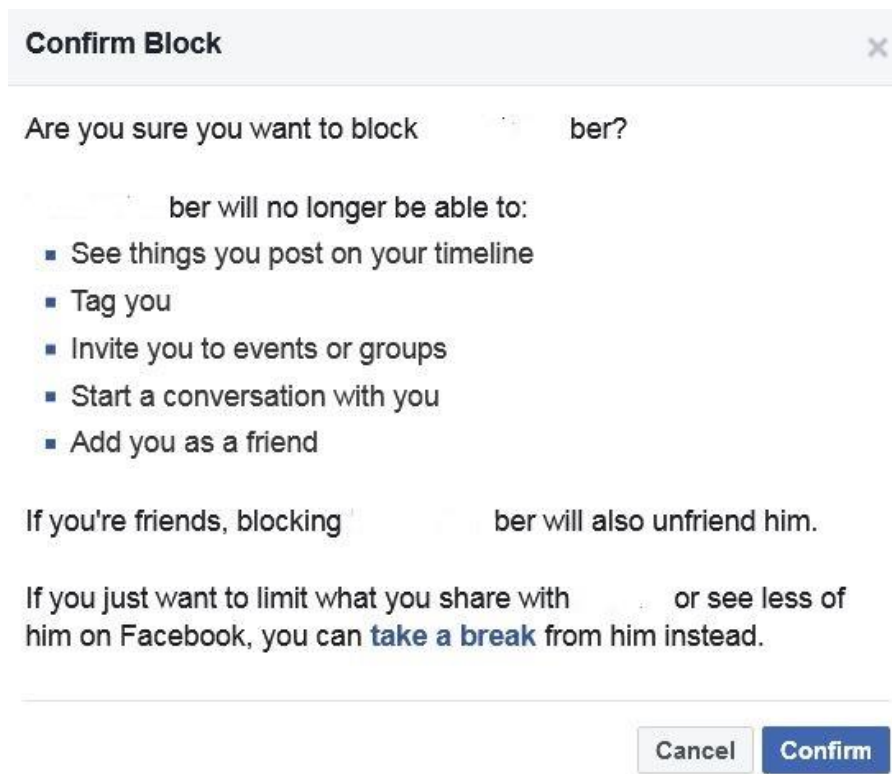 Confirm Block
Are you sure you want to block ber?
ber will no longer be able to:
See things you post on your timeline
Tag you
Invite you to events or groups
Start a conversation with you
Add you as a friend
If you're friends, blocking ber will also unfriend him.
If you just want to limit what you share with or see less of
him on Facebook, you can take a break from him instead.
Cancel Confirm